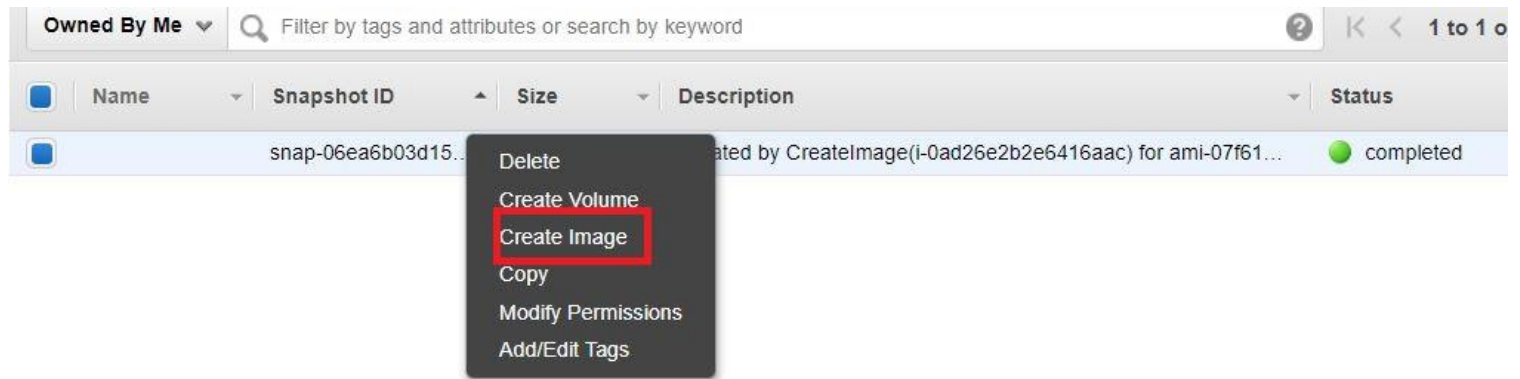 Owned By Me Filter by tags and attributes or search by keyword 1 to 1 o
Name Snapshot ID Size Description Status
snap-06ea6b03d15... ated by CreateImage(i-0ad26e2b2e6416aac) for ami-07f61... completed
Delete
Create Volume
Create Image
Copy
Modify Permissions
Add/Edit Tags